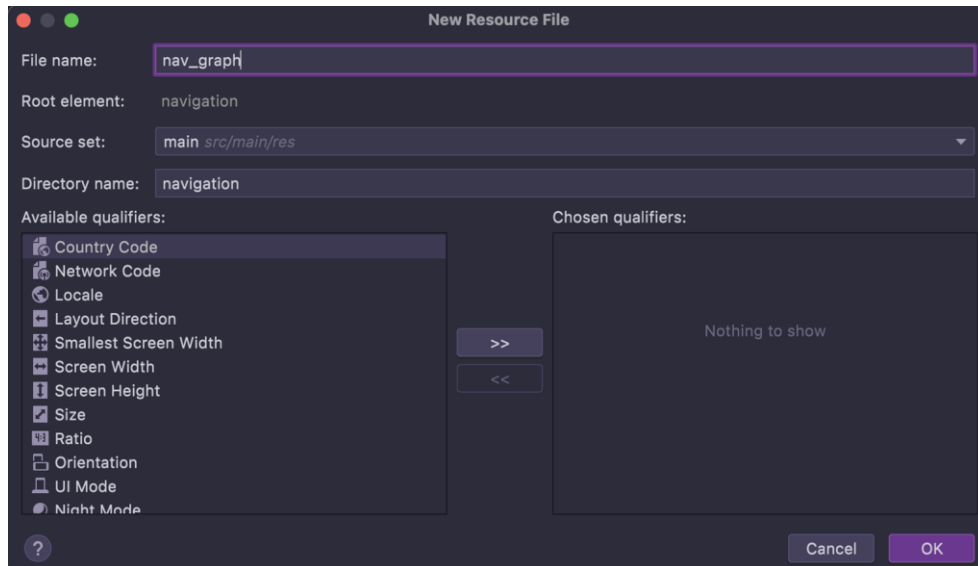 New Resource File
File name: nav_graph
Root element: navigation
Source set: main src/main/res
Directory name: navigation
Available qualifiers:
Chosen qualifiers:
Country Code
Network Code
Locale
Layout Direction
Smallest Screen Width
Screen Width
Screen Height
Size
Ratio
Orientation
UI Mode
Night Mode
>>
<<
Nothing to show
?
Cancel
OK